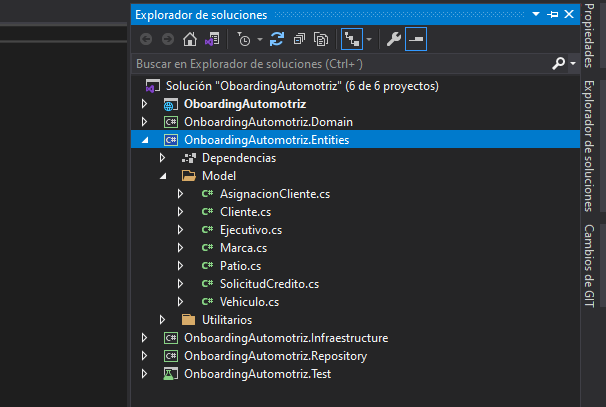 Explorador de soluciones
Buscar en Explorador de soluciones (Ctrl+´)
Solución "OboardingAutomotriz" (6 de 6 proyectos)
OboardingAutomotriz
C# OnboardingAutomotriz.Domain
C# OnboardingAutomotriz.Entities
Dependencias
Model
C# AsignacionCliente.cs
C# Cliente.cs
C# Ejecutivo.cs
C# Marca.cs
C# Patio.cs
C# SolicitudCredito.cs
C# Vehiculo.cs
Utilitarios
C# OnboardingAutomotriz.Infraestructure
C# OnboardingAutomotriz.Repository
OnboardingAutomotriz.Test
Propiedades
Explorador de soluciones
Cambios de GIT